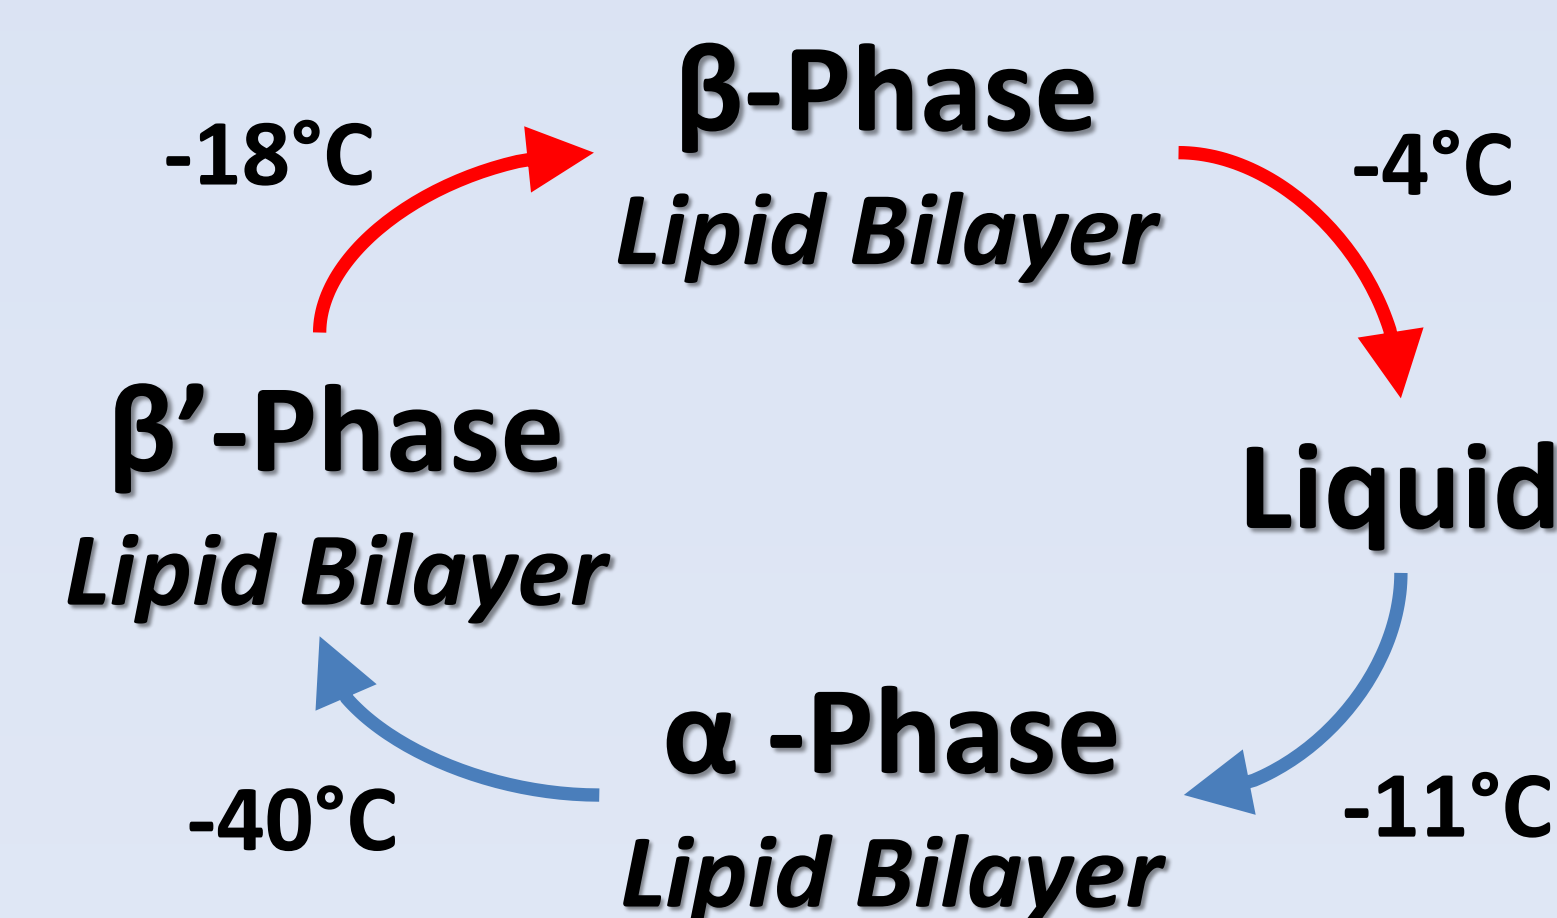 β-Phase
Lipid Bilayer
-18°C
-4°C
β’-Phase
Lipid Bilayer
Liquid
α -Phase
Lipid Bilayer
-40°C
-11°C